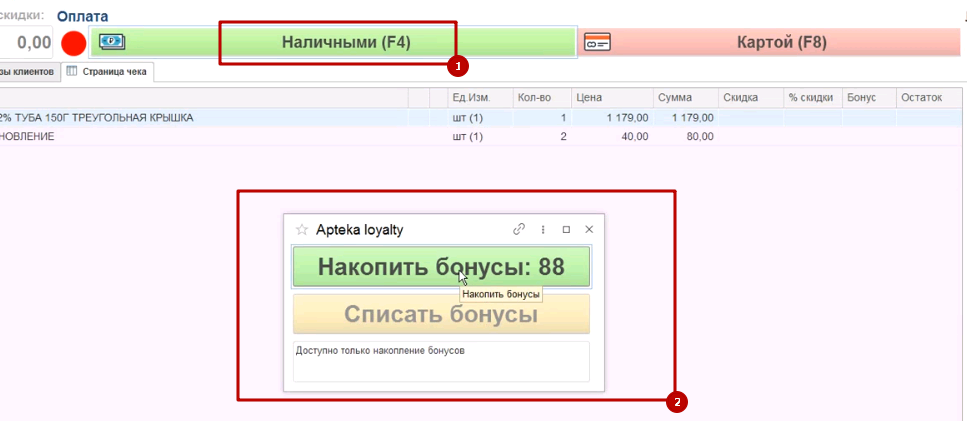 скидки: Оплата
0,00 Наличными (F4) Картой (F8)
1
зы клиентов Страница чека
Ед.Изм. Кол-во Цена Сумма Скидка % скидки Бонус Остаток
2% ТУБА 150Г ТРЕУГОЛЬНАЯ КРЫШКА шт (1) 1 1 179,00 1 179,00
НОВЛЕНИЕ шт (1) 2 40,00 80,00
Apteka loyalty
Накопить бонусы: 88
Накопить бонусы
Списать бонусы
Доступно только накопление бонусов
2